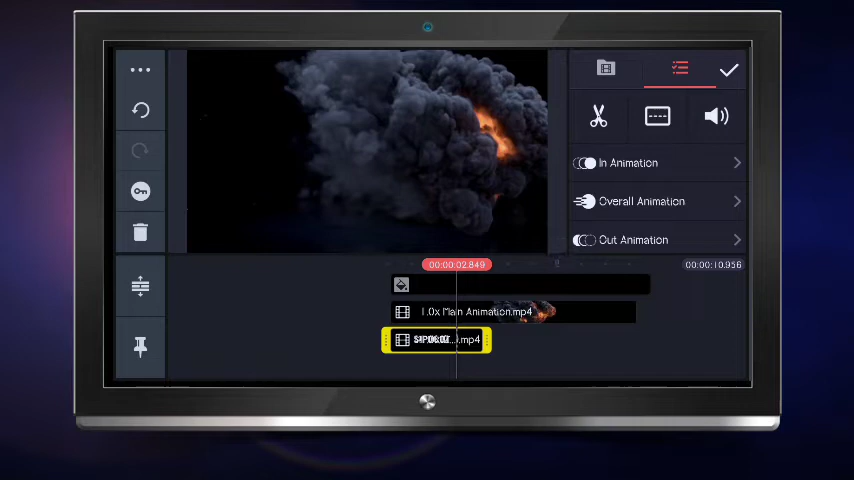 In Animation
Overall Animation
Out Animation
00:00:02.849
00:00:10.956
1.0x Main Animation.mp4
.mp4